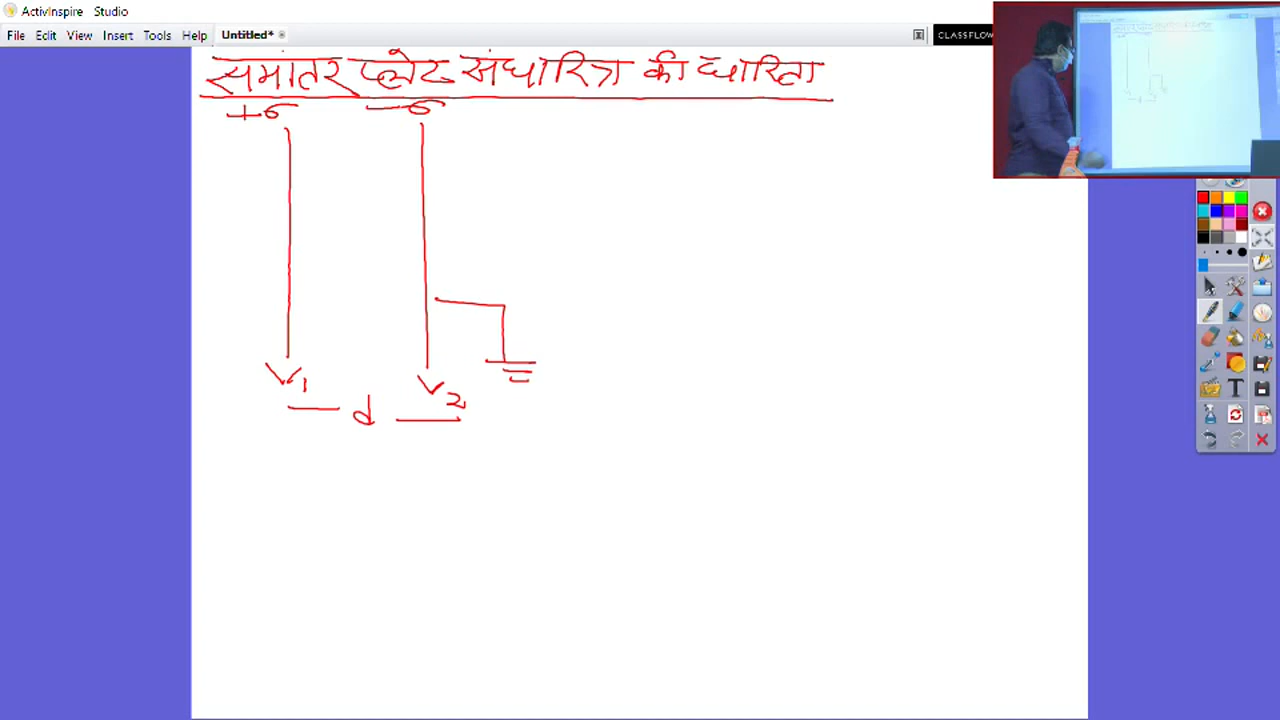 ActivInspire Studio
File Edit View Insert Tools Help Untitled* CLASSFLOW
समांतर प्लेट संधारित्र की धारिता
+σ −σ
V1 V2
d
T